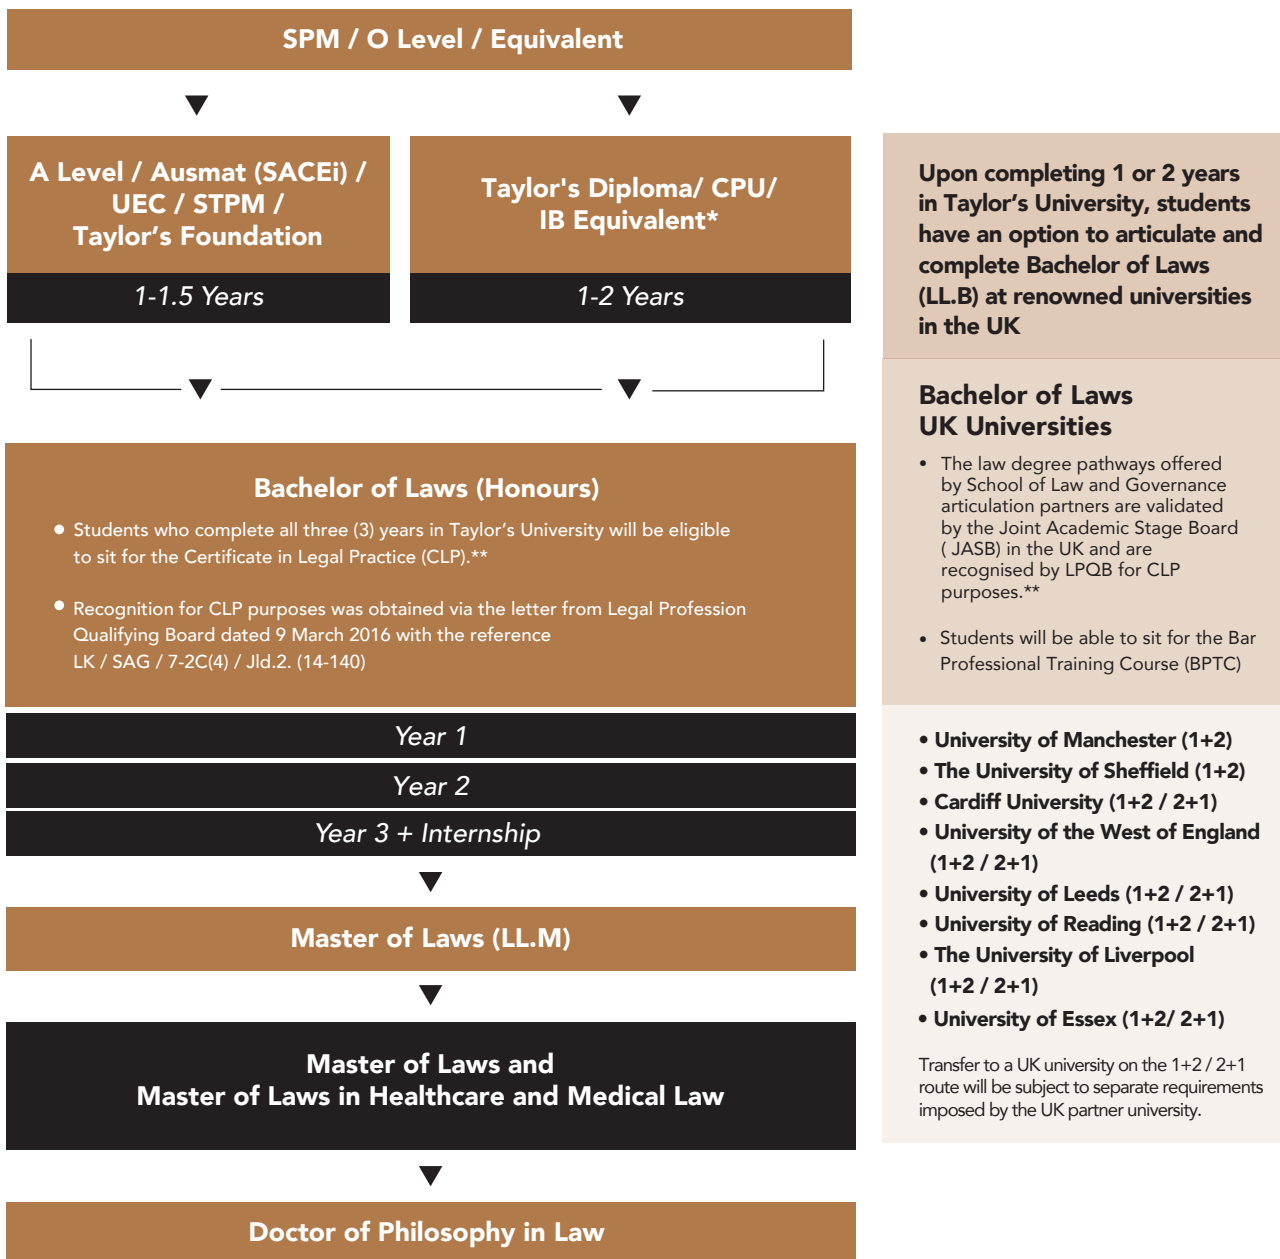 SPM / O Level / Equivalent
A Level / Ausmat (SACEi) /
UEC / STPM /
Taylor's Foundation
1-1.5 Years
Taylor's Diploma/ CPU/
IB Equivalent*
1-2 Years
Bachelor of Laws (Honours)
• Students who complete all three (3) years in Taylor's University will be eligible
to sit for the Certificate in Legal Practice (CLP).**
• Recognition for CLP purposes was obtained via the letter from Legal Profession
Qualifying Board dated 9 March 2016 with the reference
LK / SAG / 7-2C(4) / Jld.2. (14-140)
Year 1
Year 2
Year 3 + Internship
Master of Laws (LL.M)
Master of Laws and
Master of Laws in Healthcare and Medical Law
Doctor of Philosophy in Law
Upon completing 1 or 2 years
in Taylor's University, students
have an option to articulate and
complete Bachelor of Laws
(LL.B) at renowned universities
in the UK
Bachelor of Laws
UK Universities
• The law degree pathways offered
by School of Law and Governance
articulation partners are validated
by the Joint Academic Stage Board
( JASB) in the UK and are
recognised by LPQB for CLP
purposes.**
• Students will be able to sit for the Bar
Professional Training Course (BPTC)
• University of Manchester (1+2)
• The University of Sheffield (1+2)
• Cardiff University (1+2 / 2+1)
• University of the West of England
(1+2 / 2+1)
• University of Leeds (1+2 / 2+1)
• University of Reading (1+2 / 2+1)
• The University of Liverpool
(1+2 / 2+1)
• University of Essex (1+2/ 2+1)
Transfer to a UK university on the 1+2 / 2+1
route will be subject to separate requirements
imposed by the UK partner university.